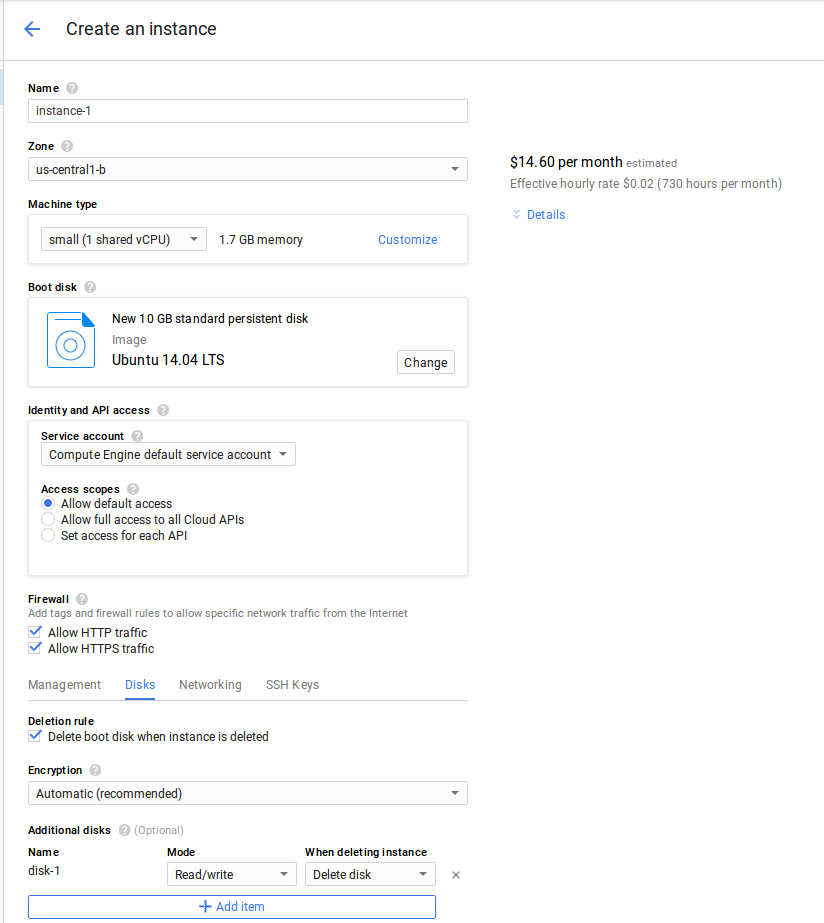 Create an instance
Name
instance-1
Zone
us-central1-b
$14.60 per month estimated
Effective hourly rate $0.02 (730 hours per month)
Details
Machine type
small (1 shared vCPU) 1.7 GB memory Customize
Boot disk
New 10 GB standard persistent disk
Image
Ubuntu 14.04 LTS
Change
Identity and API access
Service account
Compute Engine default service account
Access scopes
Allow default access
Allow full access to all Cloud APIs
Set access for each API
Firewall
Add tags and firewall rules to allow specific network traffic from the Internet
Allow HTTP traffic
Allow HTTPS traffic
Management Disks Networking SSH Keys
Deletion rule
Delete boot disk when instance is deleted
Encryption
Automatic (recommended)
Additional disks (Optional)
Name Mode When deleting instance
disk-1 Read/write Delete disk
Add item